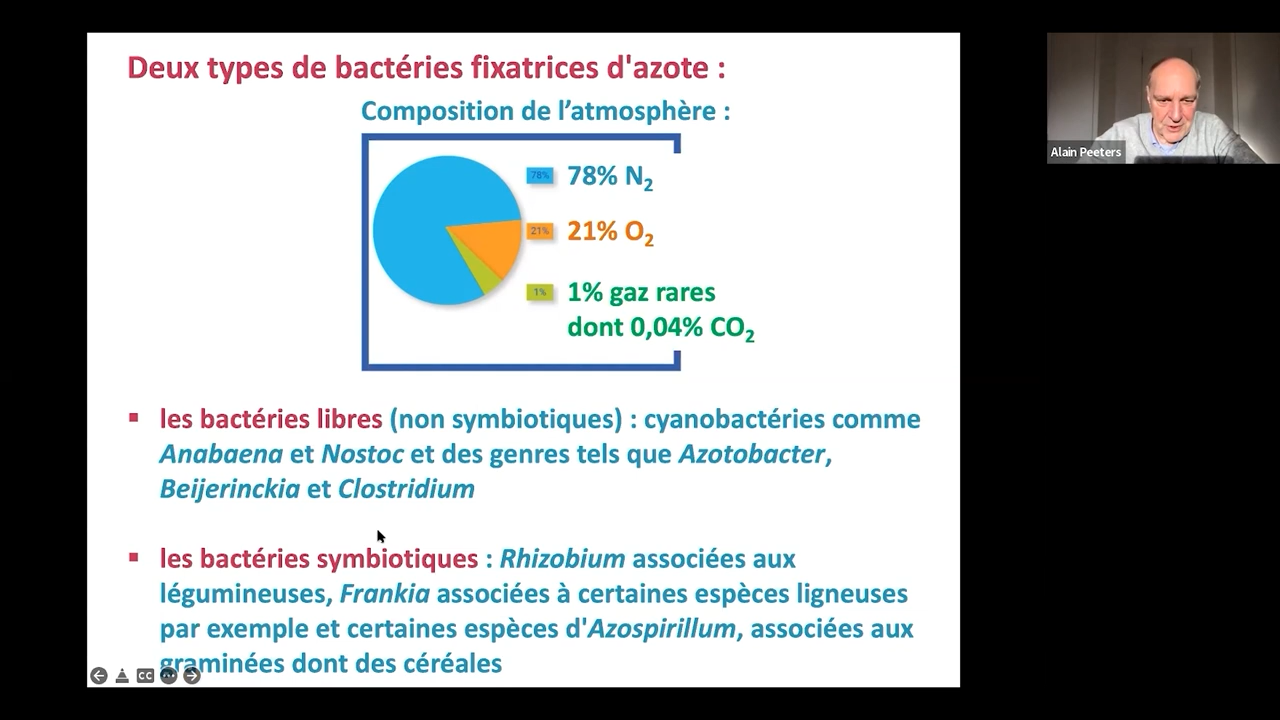 Deux types de bactéries fixatrices d'azote :
Composition de l’atmosphère :
78%
78% N₂
21%
21% O₂
1%
1% gaz rares
dont 0,04% CO₂
▪ les bactéries libres (non symbiotiques) : cyanobactéries comme
Anabaena et Nostoc et des genres tels que Azotobacter,
Beijerinckia et Clostridium
▪ les bactéries symbiotiques : Rhizobium associées aux
légumineuses, Frankia associées à certaines espèces ligneuses
par exemple et certaines espèces d'Azospirillum, associées aux
graminées dont des céréales
CC
Alain Peeters